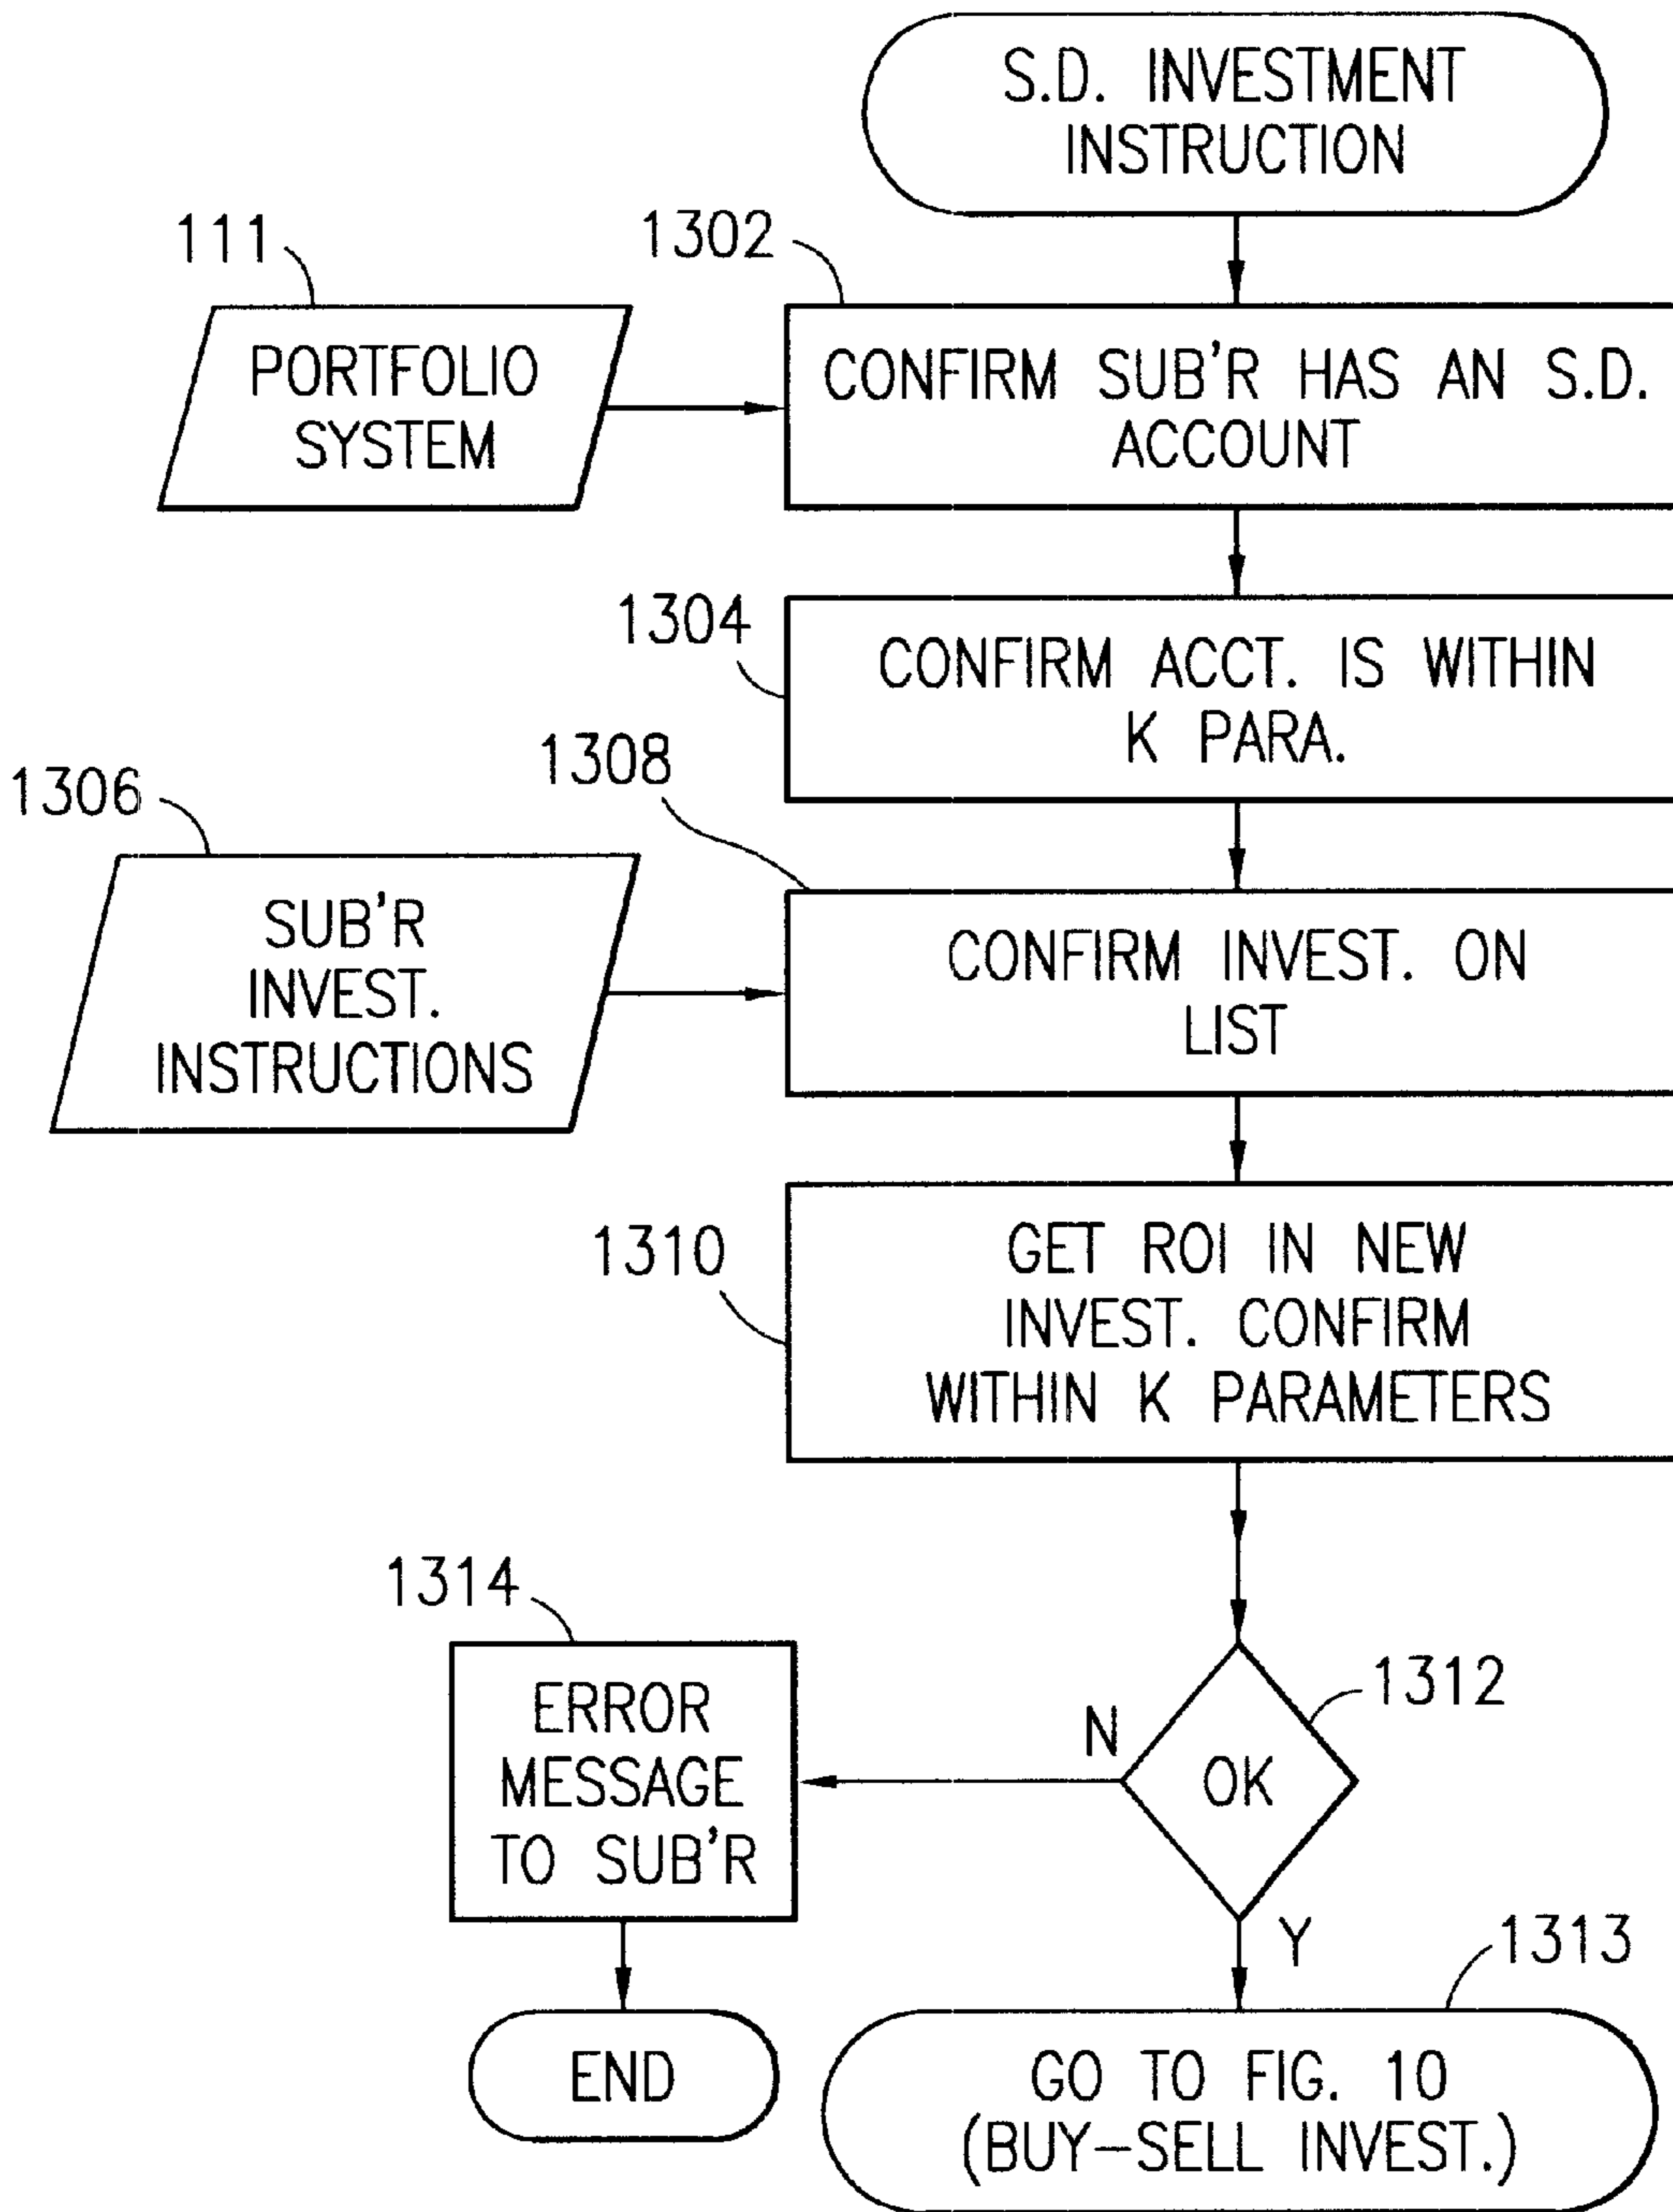 S.D. INVESTMENT
INSTRUCTION
111
1302
PORTFOLIO
SYSTEM
CONFIRM SUB'R HAS AN S.D.
ACCOUNT
1304
CONFIRM ACCT. IS WITHIN
K PARA.
1306
1308
SUB'R
INVEST.
INSTRUCTIONS
CONFIRM INVEST. ON
LIST
1310
GET ROI IN NEW
INVEST. CONFIRM
WITHIN K PARAMETERS
1314
ERROR
MESSAGE
TO SUB'R
N
OK
1312
Y
1313
END
GO TO FIG. 10
(BUY-SELL INVEST.)